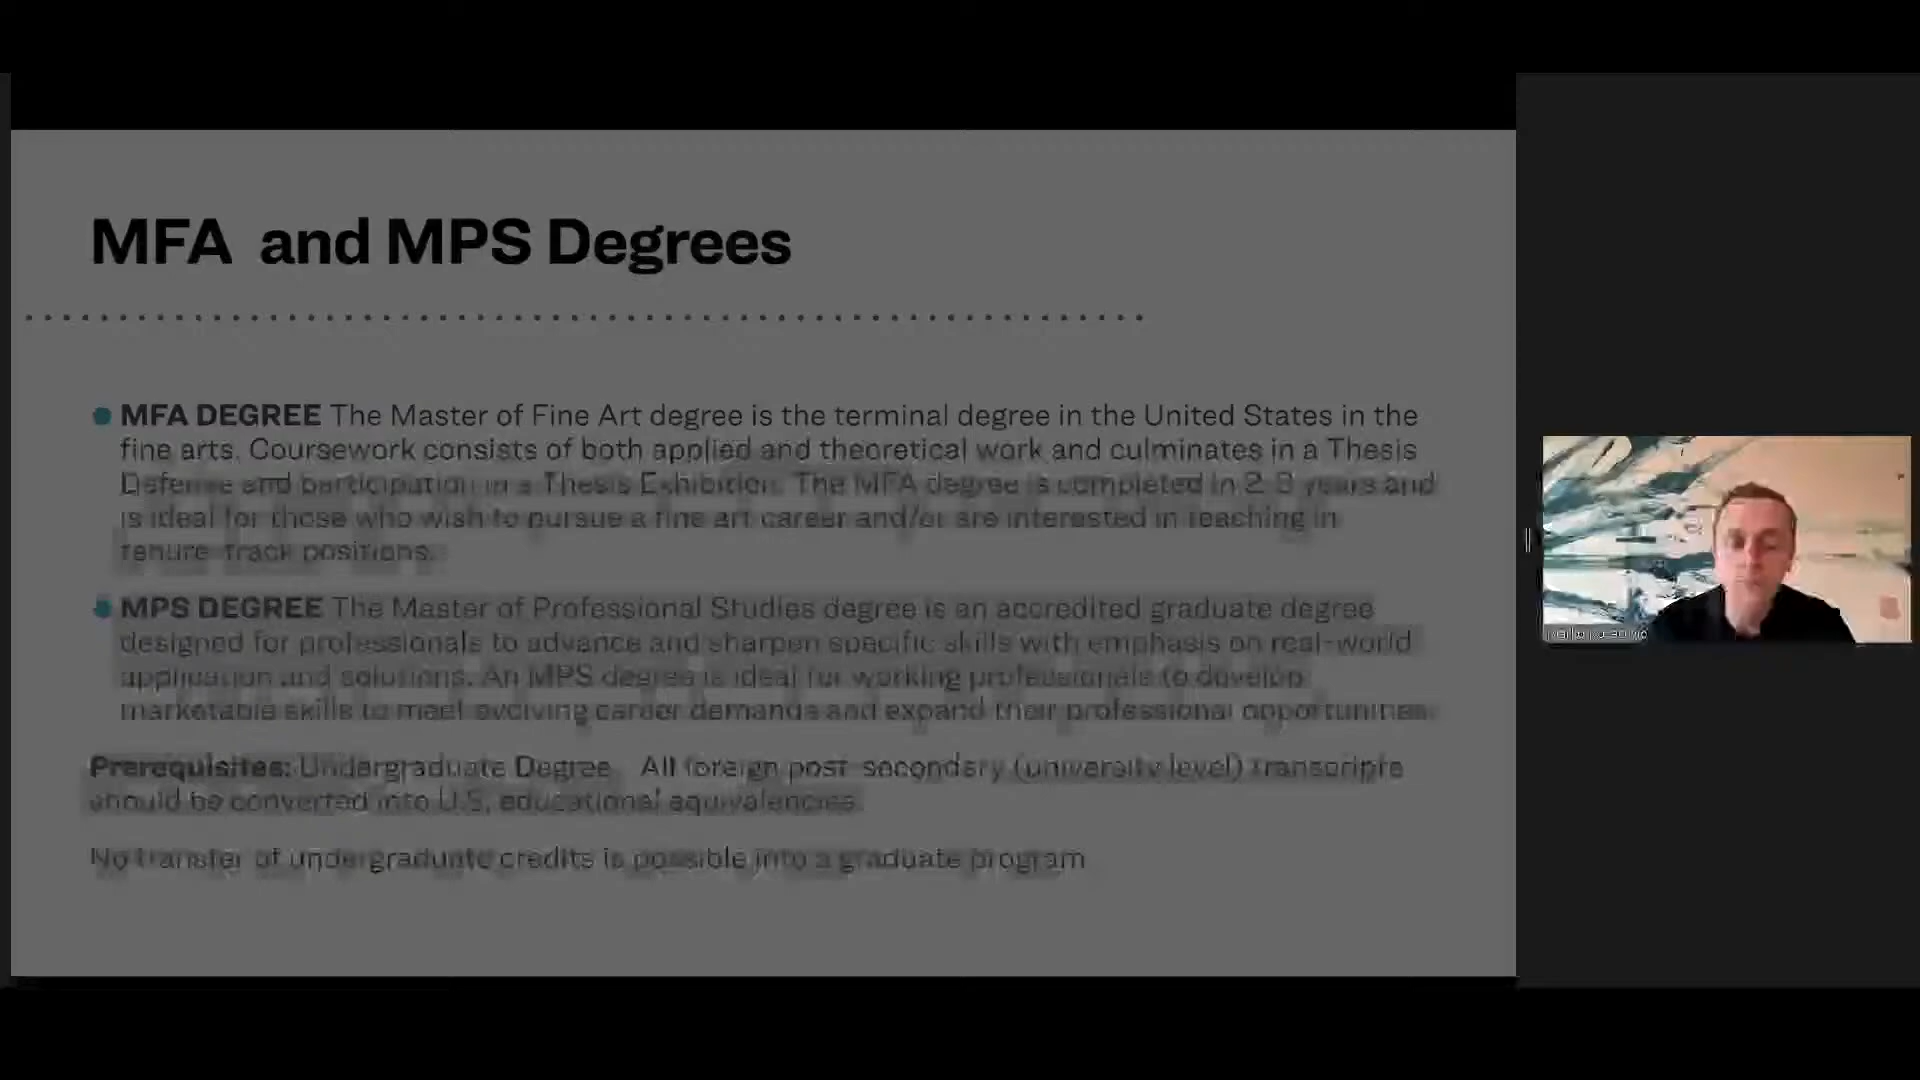 MFA and MPS Degrees
MFA DEGREE The Master of Fine Art degree is the terminal degree in the United States in the
fine arts. Coursework consists of both applied and theoretical work and culminates in a Thesis
Defense and participation in a Thesis Exhibition. The MFA degree is completed in 2-3 years and
is ideal for those who wish to pursue a fine art career and/or are interested in teaching in
tenure-track positions.
MPS DEGREE The Master of Professional Studies degree is an accredited graduate degree
designed for professionals to advance and sharpen specific skills with emphasis on real-world
application and solutions. An MPS degree is ideal for working professionals to develop
marketable skills to meet evolving career demands and expand their professional opportunities.
Prerequisites: Undergraduate Degree. All foreign post-secondary (university level) transcripts
should be converted into U.S. educational equivalencies.
No transfer of undergraduate credits is possible into a graduate program